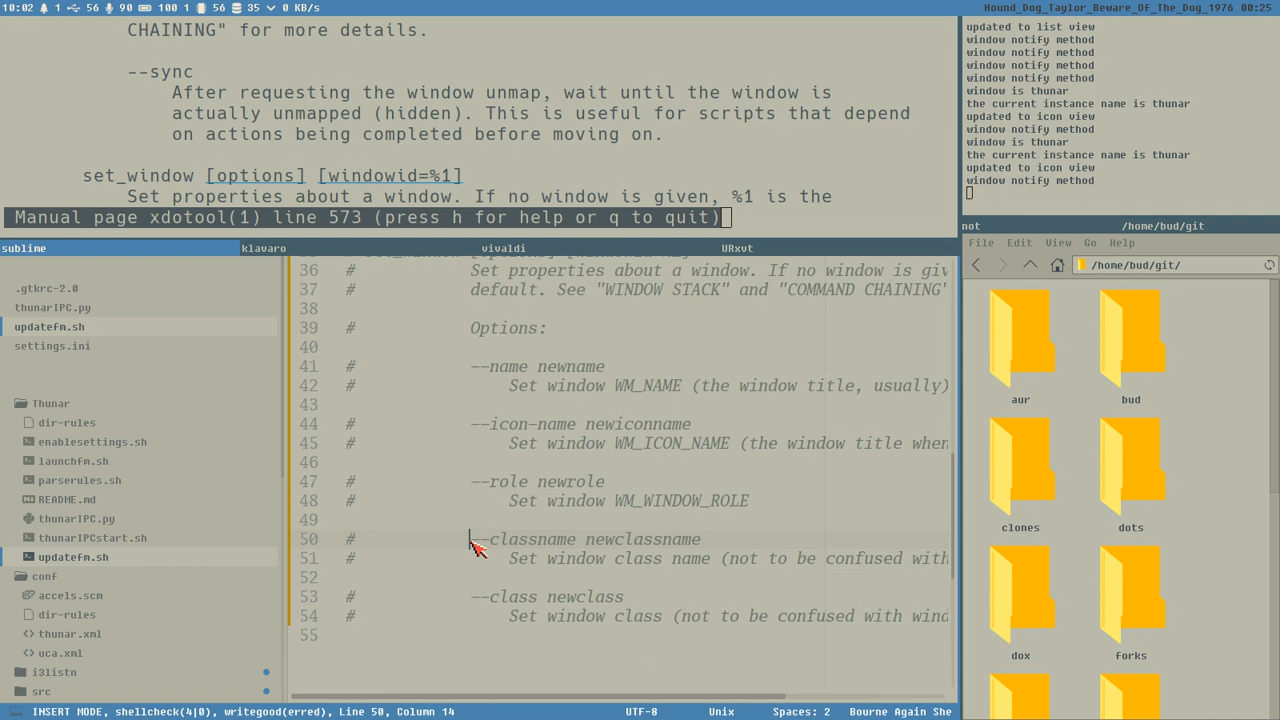 10:02 1 56 90 100 1 56 35 0 KB/s
Hound_Dog_Taylor_Beware_Of_The_Dog_1976 00:25
CHAINING" for more details.
--sync
After requesting the window unmap, wait until the window is
actually unmapped (hidden). This is useful for scripts that depend
on actions being completed before moving on.
set_window [options] [windowid=%1]
Set properties about a window. If no window is given, %1 is the
Manual page xdotool(1) line 573 (press h for help or q to quit)
updated to list view
window notify method
window notify method
window notify method
window notify method
window is thunar
the current instance name is thunar
updated to icon view
window notify method
window is thunar
the current instance name is thunar
updated to icon view
window notify method
sublime klavaro vivaldi URxvt
.gtkrc-2.0
thunarIPC.py
updatefm.sh
settings.ini
Thunar
dir-rules
enablesettings.sh
launchfm.sh
parserules.sh
README.md
thunarIPC.py
thunarIPCstart.sh
updatefm.sh
conf
accels.scm
dir-rules
thunar.xml
uca.xml
i3listn
src
36 # Set properties about a window. If no window is giv
37 # default. See "WINDOW STACK" and "COMMAND CHAINING"
38
39 # Options:
40
41 # --name newname
42 # Set window WM_NAME (the window title, usually)
43
44 # --icon-name newiconname
45 # Set window WM_ICON_NAME (the window title when
46
47 # --role newrole
48 # Set window WM_WINDOW_ROLE
49
50 # --classname newclassname
51 # Set window class name (not to be confused with
52
53 # --class newclass
54 # Set window class (not to be confused with wind
55
not /home/bud/git
File Edit View Go Help
/home/bud/git/
aur bud
clones dots
dox forks
INSERT MODE, shellcheck(4|0), writegood(erred), Line 50, Column 14 UTF-8 Unix Spaces: 2 Bourne Again She